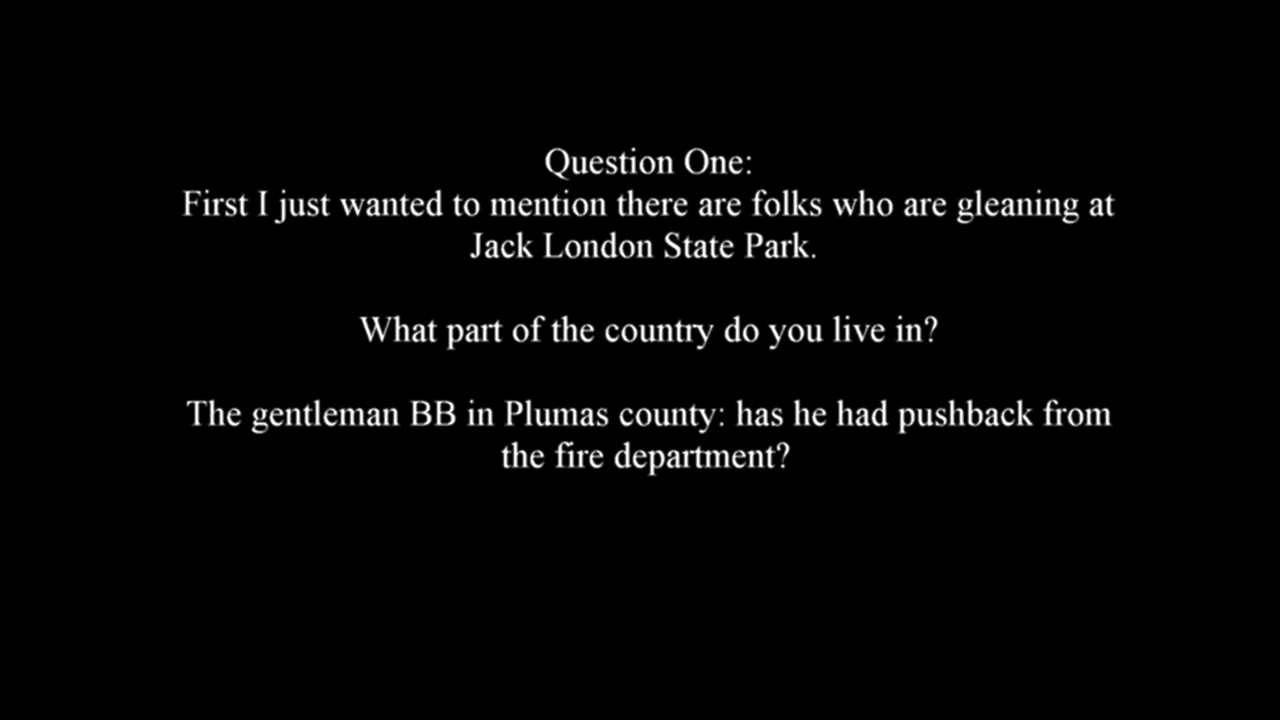 Question One:
First I just wanted to mention there are folks who are gleaning at
Jack London State Park.
What part of the country do you live in?
The gentleman BB in Plumas county: has he had pushback from
the fire department?